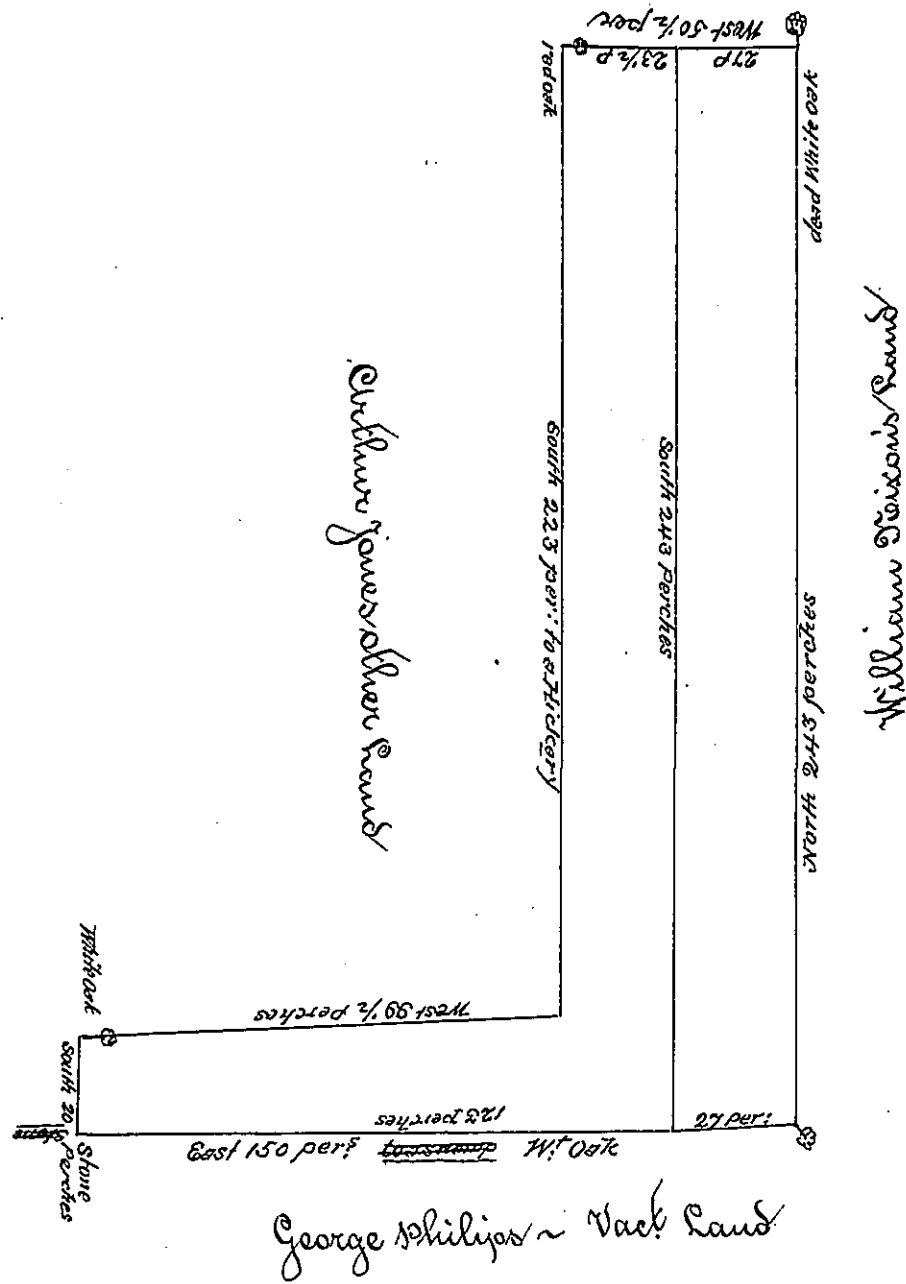 West 50½ per
27 p
23½ p
red oak
dead White oak
William Dixon's Land
North 243 perches
South 243 Perches
South 223 per: to a Hickory
Arthur Jones other Land
White oak
West 99½ Perches
South 20 Perches
Stone
123 perches
27 per:
East 150 pers
Wt Oak
George Philips ~ Vact Land